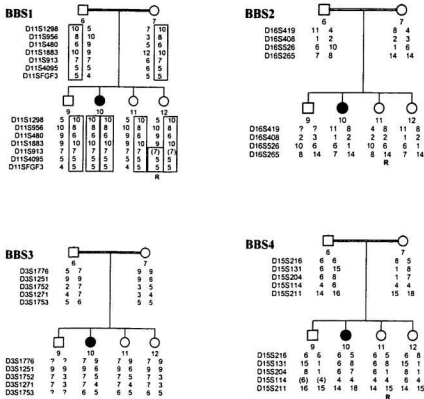 BBS1
6 7
D11S1298 10 5 7 10
D11S956 8 10 3 8
D11S480 6 9 5 6
D11S1883 10 9 12 10
D11S913 7 7 6 7
D11S4095 5 5 6 5
D11SFGF3 5 4 5 5
9 10 11 12
D11S1298 5 10 10 10 5 10 5 10
D11S956 10 8 8 8 10 8 10 8
D11S480 9 6 6 6 9 6 9 6
D11S1883 9 10 10 10 9 10 9 10
D11S913 7 7 7 7 7 7 (7) (7)
D11S4095 5 5 5 5 5 5 5 5
D11SFGF3 4 5 5 5 4 5 5 5
R
BBS2
6 7
D16S419 11 4 8 4
D16S408 1 2 2 3
D16S526 6 10 1 6
D16S265 7 8 14 14
9 10 11 12
D16S419 ? ? 11 8 4 8 11 8
D16S408 2 3 1 2 2 2 1 2
D16S526 10 6 6 1 10 6 6 1
D16S265 8 14 7 14 8 14 7 14
R
BBS3
6 7
D3S1776 5 7 9 9
D3S1251 9 9 6 9
D3S1752 2 7 3 5
D3S1271 4 7 3 4
D3S1753 5 6 5 5
9 10 11 12
D3S1776 ? ? 7 9 7 9 7 9
D3S1251 9 9 9 6 9 9 9 6
D3S1752 7 3 7 5 7 3 7 5
D3S1271 7 3 7 4 7 3 7 4
D3S1753 ? ? 6 5 6 5 6 5
BBS4
6 7
D15S216 6 6 8 5
D15S131 6 15 1 8
D15S204 6 8 1 7
D15S114 6 4 4 4
D15S211 14 16 15 18
9 10 11 12
D15S216 6 6 6 5 6 5 6 8
D15S131 15 1 6 8 6 8 15 1
D15S204 8 1 6 7 6 1 8 1
D15S114 (6) (4) 4 4 4 4 4 4
D15S211 16 15 14 18 14 15 14 15
R